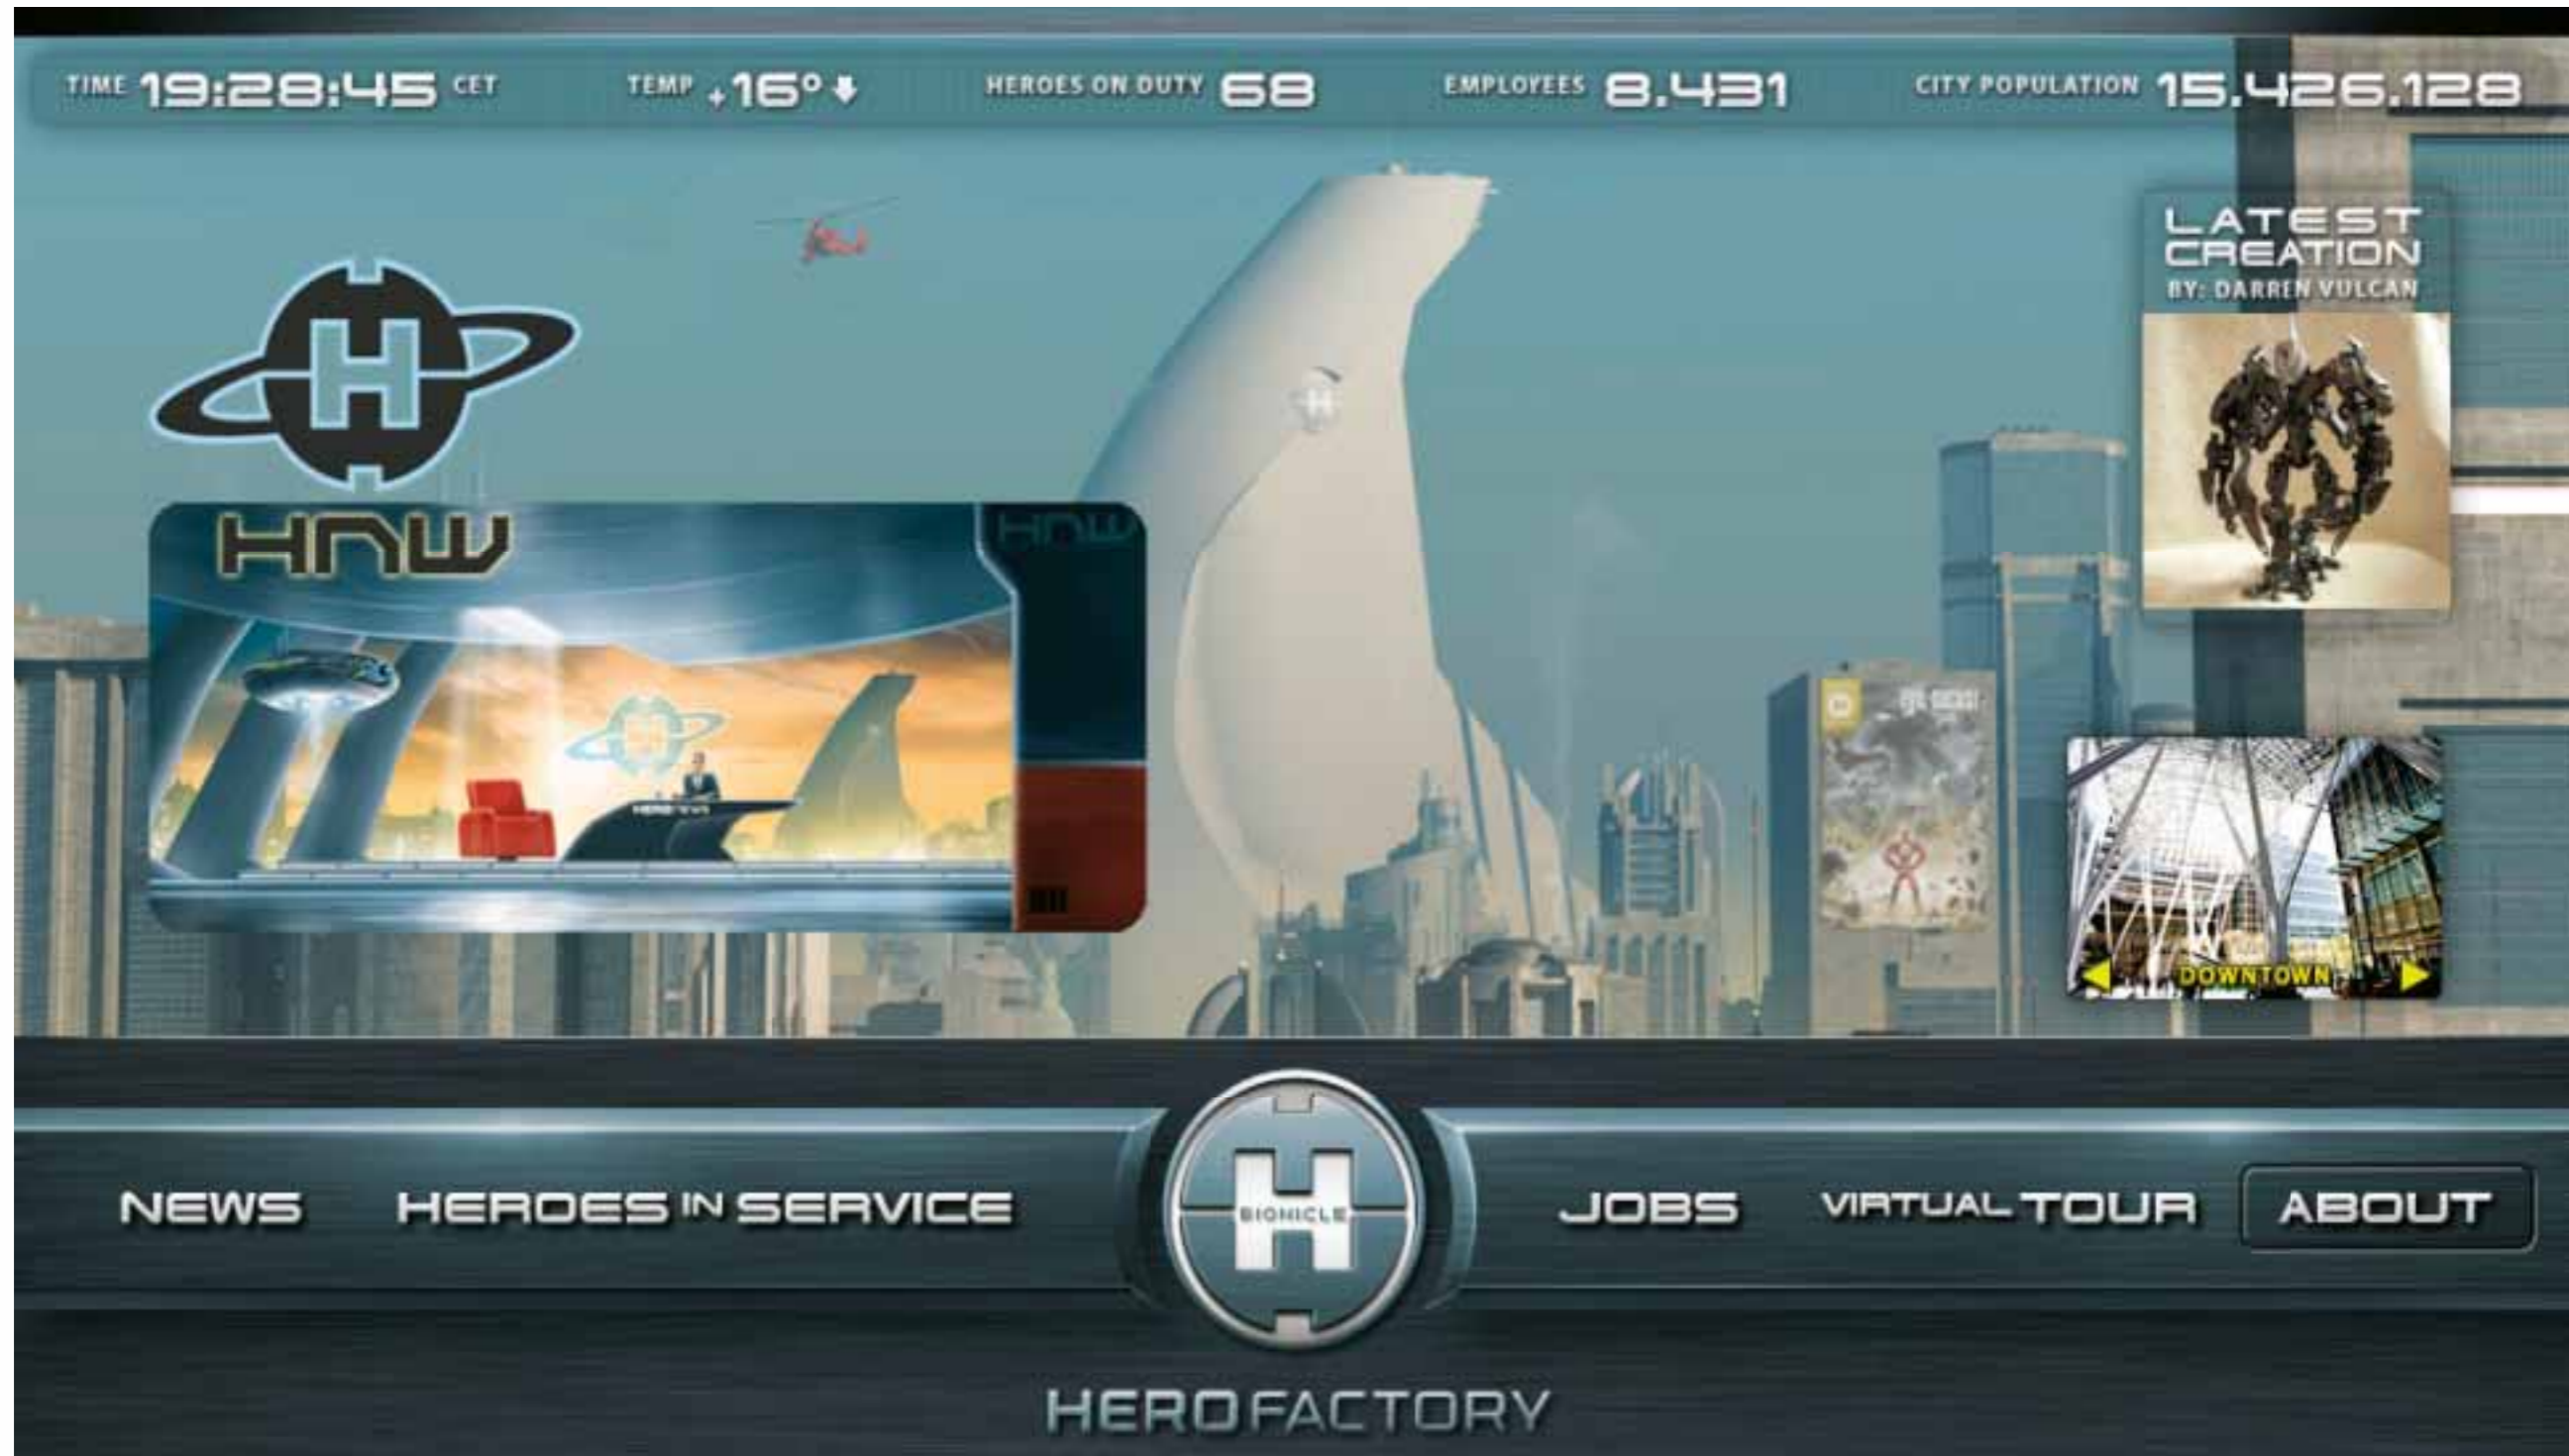 TIME 19:28:45 CET
TEMP +16°
HEROES ON DUTY 68
EMPLOYEES 8.431
CITY POPULATION 15.426.128
LATEST
CREATION
BY: DARREN VULCAN
H
HNW
HNW
H
DOWNTOWN
NEWS
HEROES IN SERVICE
H
BIONICLE
JOBS
VIRTUAL TOUR
ABOUT
HERO FACTORY